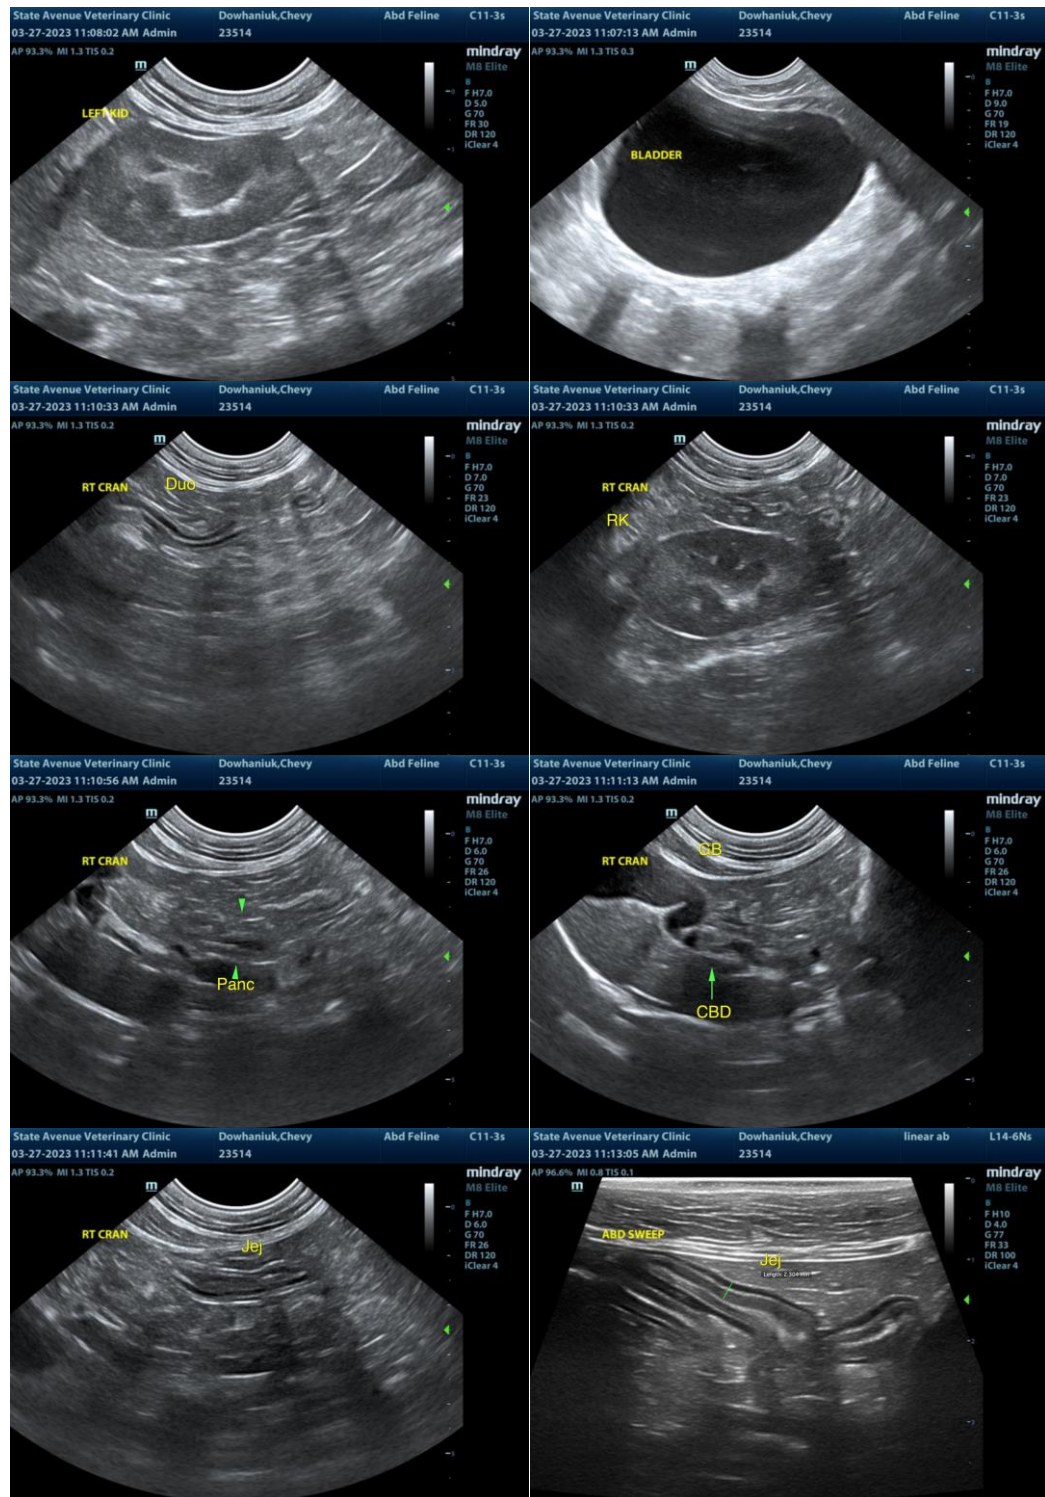 State Avenue Veterinary Clinic Dowhaniuk,Chevy Abd Feline C11-3s
03-27-2023 11:08:02 AM Admin 23514
AP 93.3% MI 1.3 TIS 0.2 mindray
m M8 Elite
B
F H7.0
D 5.0
G 70
FR 30
DR 120
iClear 4
LEFT KID
State Avenue Veterinary Clinic Dowhaniuk,Chevy Abd Feline C11-3s
03-27-2023 11:07:13 AM Admin 23514
AP 93.3% MI 1.3 TIS 0.3 mindray
m M8 Elite
B
F H7.0
D 9.0
G 70
FR 19
DR 120
iClear 4
BLADDER
State Avenue Veterinary Clinic Dowhaniuk,Chevy Abd Feline C11-3s
03-27-2023 11:10:33 AM Admin 23514
AP 93.3% MI 1.3 TIS 0.2 mindray
m M8 Elite
B
F H7.0
D 7.0
G 70
FR 23
DR 120
iClear 4
RT CRAN Duo
State Avenue Veterinary Clinic Dowhaniuk,Chevy Abd Feline C11-3s
03-27-2023 11:10:33 AM Admin 23514
AP 93.3% MI 1.3 TIS 0.2 mindray
m M8 Elite
B
F H7.0
D 7.0
G 70
FR 23
DR 120
iClear 4
RT CRAN
RK
State Avenue Veterinary Clinic Dowhaniuk,Chevy Abd Feline C11-3s
03-27-2023 11:10:56 AM Admin 23514
AP 93.3% MI 1.3 TIS 0.2 mindray
m M8 Elite
B
F H7.0
D 6.0
G 70
FR 26
DR 120
iClear 4
RT CRAN
Panc
State Avenue Veterinary Clinic Dowhaniuk,Chevy Abd Feline C11-3s
03-27-2023 11:11:13 AM Admin 23514
AP 93.3% MI 1.3 TIS 0.2 mindray
m M8 Elite
B
F H7.0
D 6.0
G 70
FR 26
DR 120
iClear 4
GB
RT CRAN
CBD
State Avenue Veterinary Clinic Dowhaniuk,Chevy Abd Feline C11-3s
03-27-2023 11:11:41 AM Admin 23514
AP 93.3% MI 1.3 TIS 0.2 mindray
m M8 Elite
B
F H7.0
D 6.0
G 70
FR 26
DR 120
iClear 4
RT CRAN
Jej
State Avenue Veterinary Clinic Dowhaniuk,Chevy linear ab L14-6Ns
03-27-2023 11:13:05 AM Admin 23514
AP 96.6% MI 0.8 TIS 0.1 mindray
m M8 Elite
B
F H10
D 4.0
G 77
FR 33
DR 100
iClear 4
ABD SWEEP
Jej
Length: